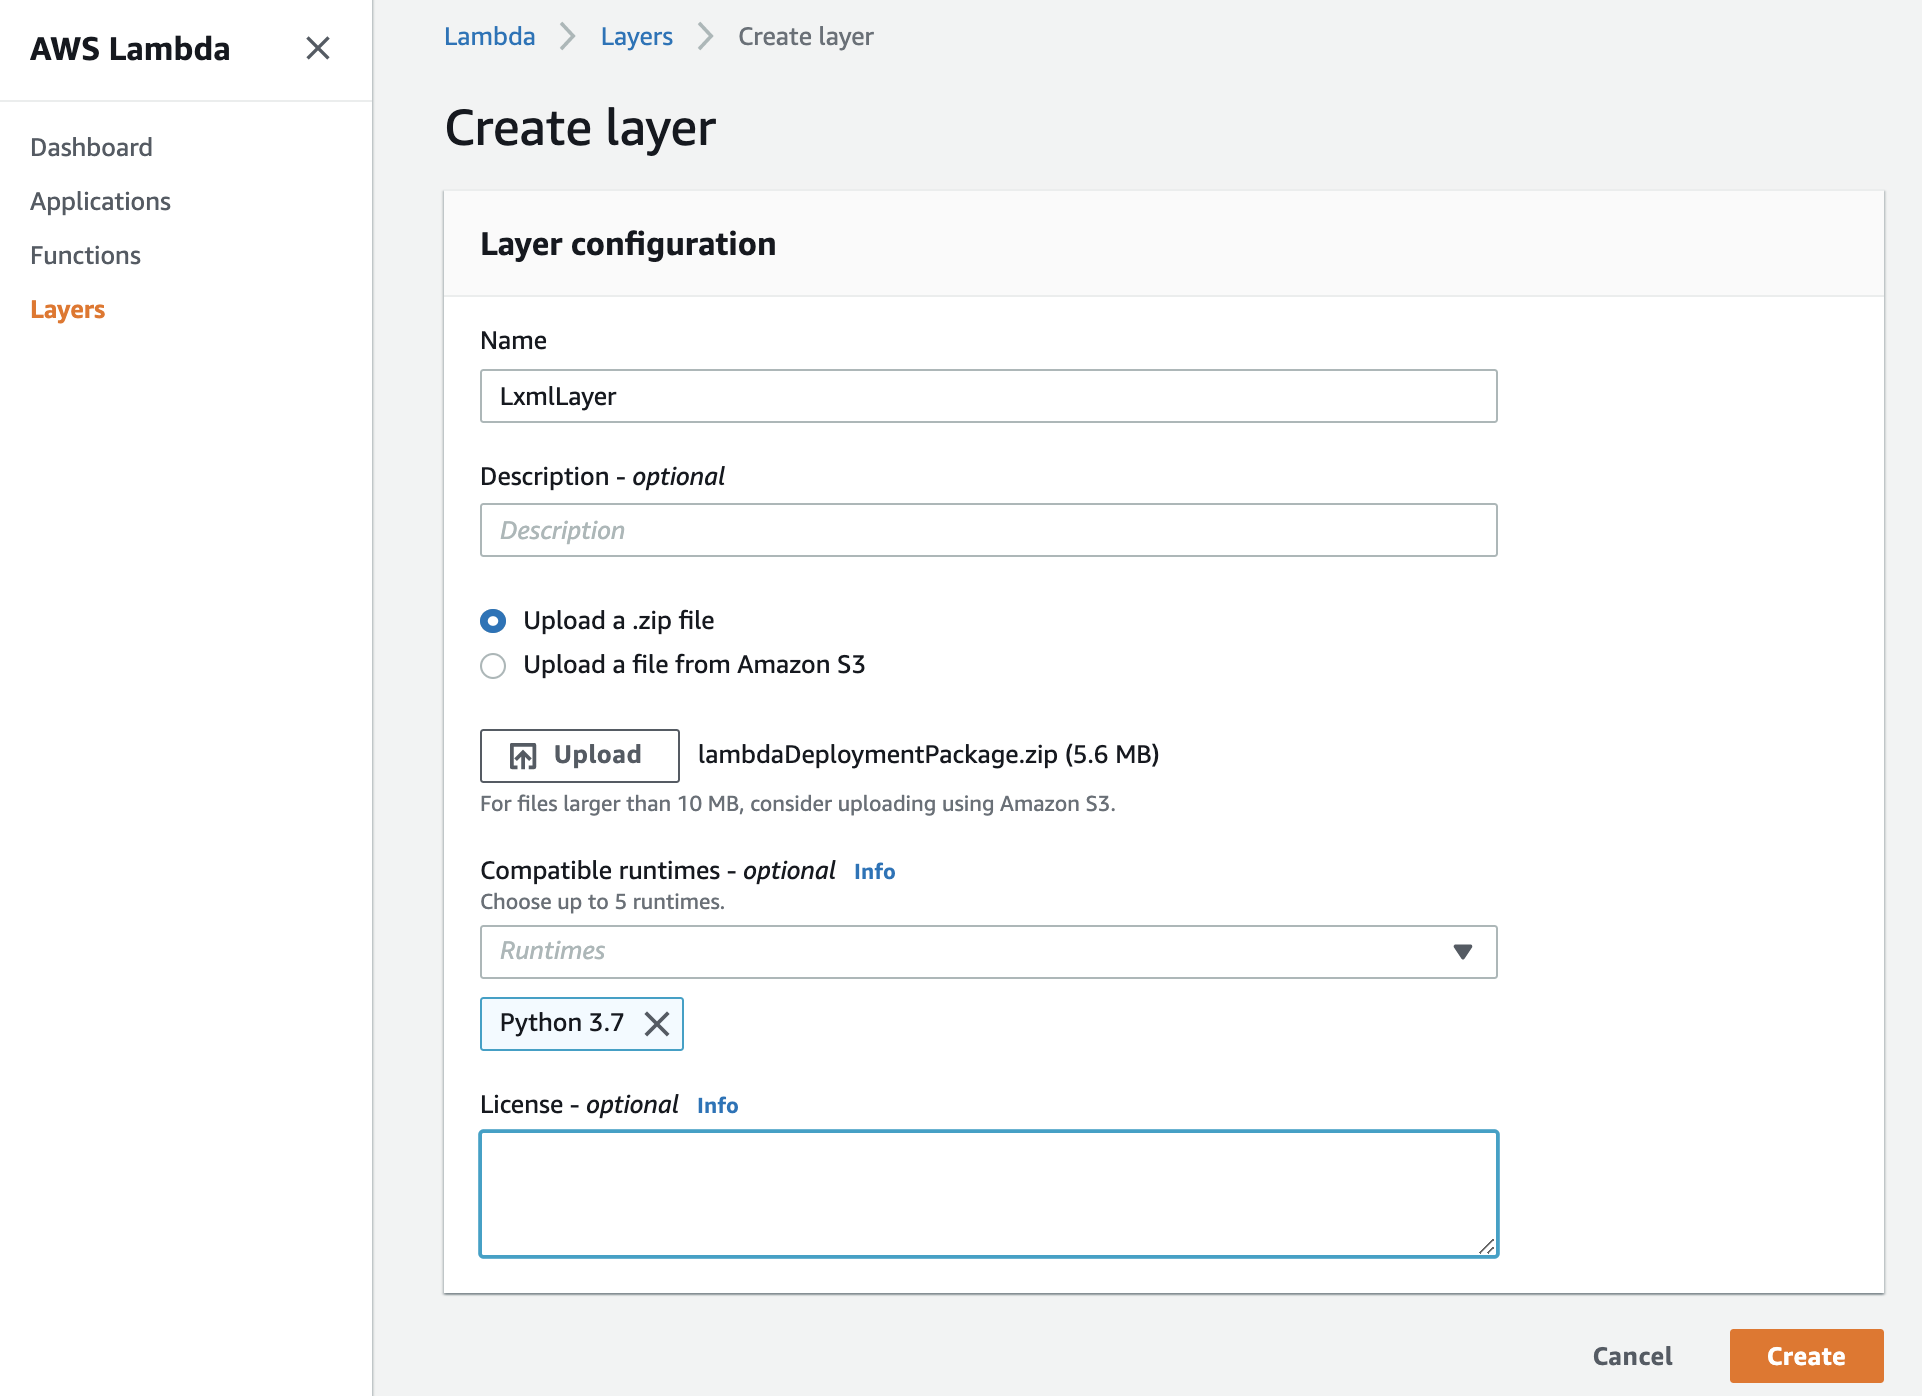 AWS Lambda
Dashboard
Applications
Functions
Layers
Lambda Layers Create layer
Create layer
Layer configuration
Name
LxmlLayer
Description - optional
Description
Upload a .zip file
Upload a file from Amazon S3
Upload lambdaDeploymentPackage.zip (5.6 MB)
For files larger than 10 MB, consider uploading using Amazon S3.
Compatible runtimes - optional Info
Choose up to 5 runtimes.
Runtimes
Python 3.7
License - optional Info
Cancel Create